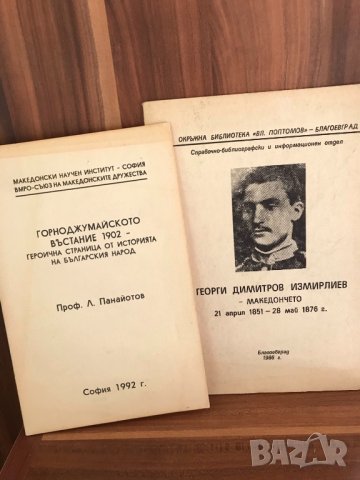 МАКЕДОНСКИ НАУЧЕН ИНСТИТУТ - СОФИЯ
ВМРО-СЪЮЗ НА МАКЕДОНСКИТЕ ДРУЖЕСТВА
ГОРНОДЖУМАЙСКОТО
ВЪСТАНИЕ 1902 -
ГЕРОИЧНА СТРАНИЦА ОТ ИСТОРИЯТА
НА БЪЛГАРСКИЯ НАРОД
Проф. Л. Панайотов
София 1992 г.
ОКРЪЖНА БИБЛИОТЕКА «ВЛ. ПОПТОМОВ» — БЛАГОЕВГРАД
Справочно-библиографски и информационен отдел
ГЕОРГИ ДИМИТРОВ ИЗМИРЛИЕВ
- МАКЕДОНЧЕТО
21 април 1851 — 28 май 1876 г.
Благоевград
1986 г.
BAZAR